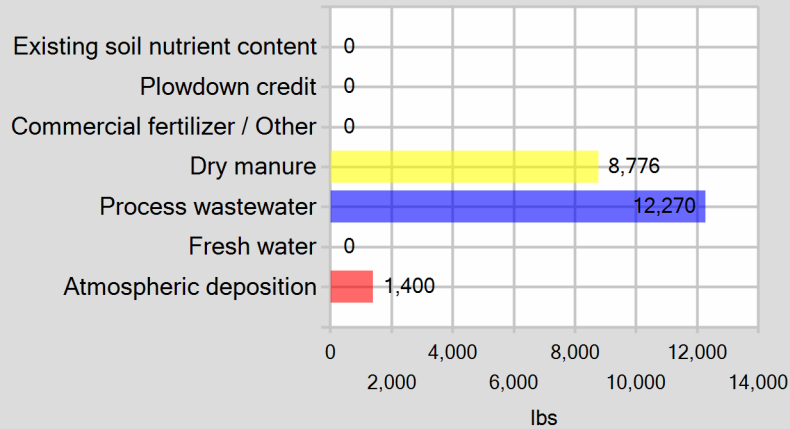 Existing soil nutrient content 0
Plowdown credit 0
Commercial fertilizer / Other 0
Dry manure 8,776
Process wastewater 12,270
Fresh water 0
Atmospheric deposition 1,400
0 4,000 8,000 12,000
2,000 6,000 10,000 14,000
lbs